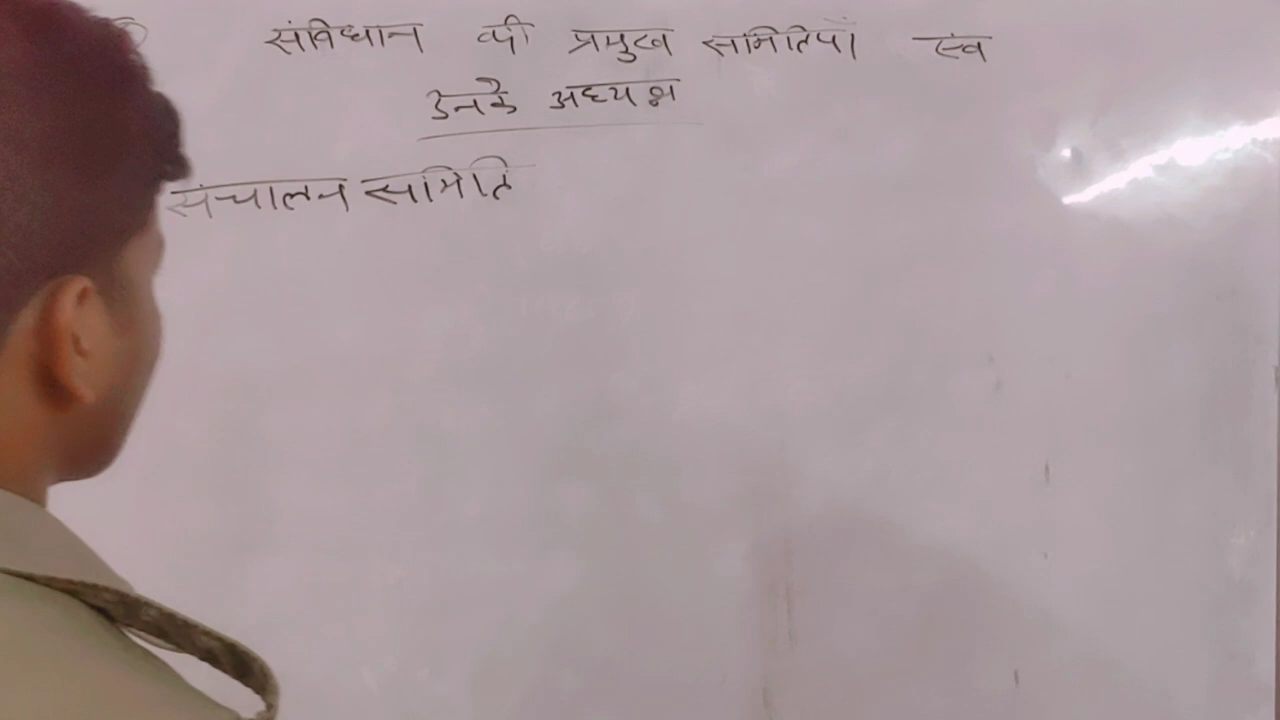 संविधान की प्रमुख समितियां एवं
उनके अध्यक्ष
संचालन समिति